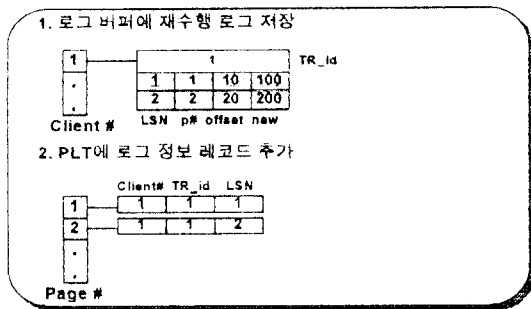 1. 로그 버퍼에 재수행 로그 저장
1 1 TR_Id
1 1 10 100
2 2 20 200
Client # LSN p# offset new
2. PLT에 로그 정보 레코드 추가
Client# TR_id LSN
1 1 1 1
2 1 1 2
Page #